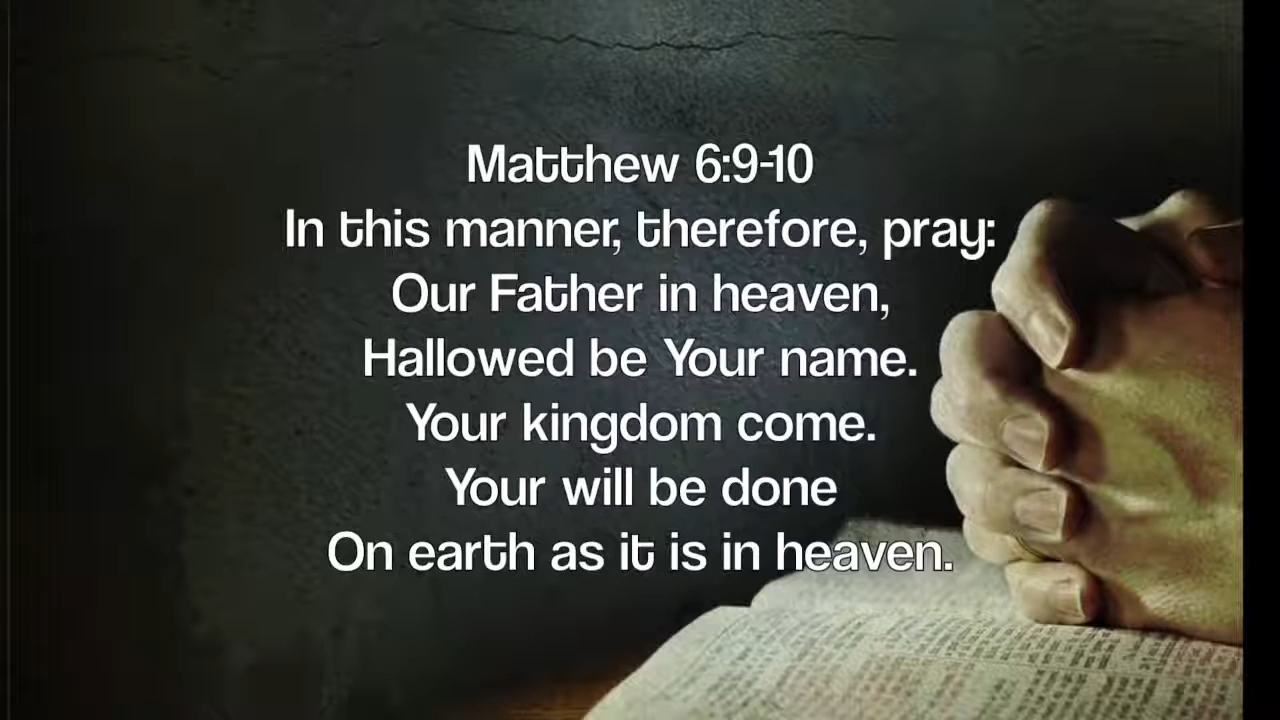 Matthew 6:9-10
In this manner, therefore, pray:
Our Father in heaven,
Hallowed be Your name.
Your kingdom come.
Your will be done
On earth as it is in heaven.